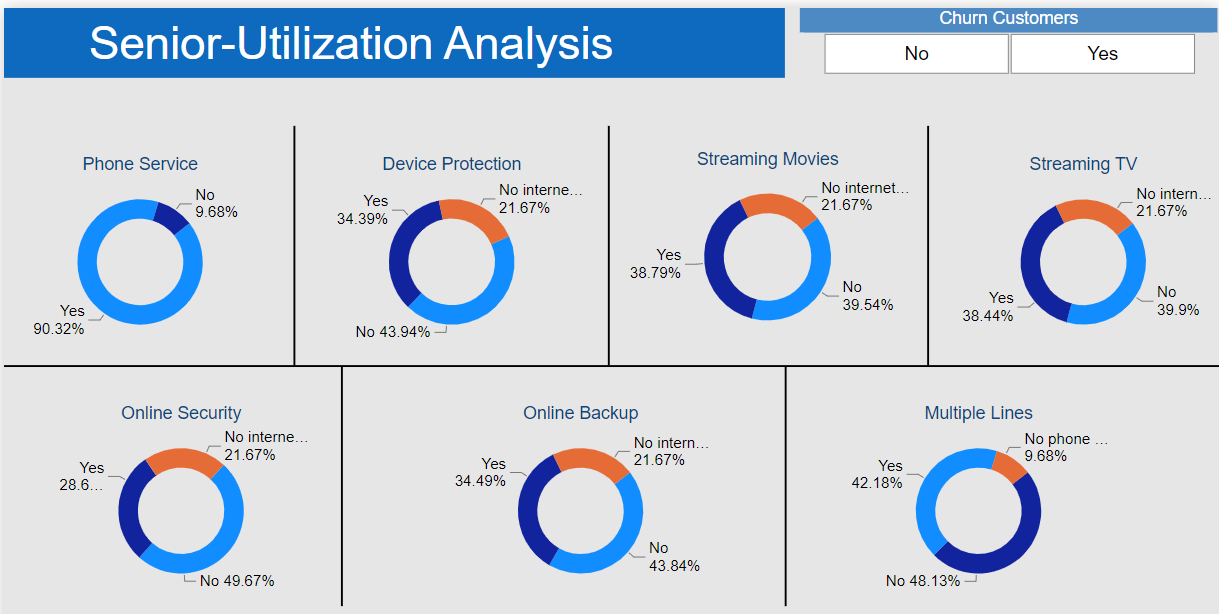 Senior-Utilization Analysis
Churn Customers
No
Yes
Phone Service
No
9.68%
Yes
90.32%
Device Protection
No interne…
21.67%
Yes
34.39%
No 43.94%
Streaming Movies
No internet…
21.67%
Yes
38.79%
No
39.54%
Streaming TV
No intern…
21.67%
Yes
38.44%
No
39.9%
Online Security
No interne…
21.67%
Yes
28.6…
No 49.67%
Online Backup
No intern…
21.67%
Yes
34.49%
No
43.84%
Multiple Lines
No phone …
9.68%
Yes
42.18%
No 48.13%